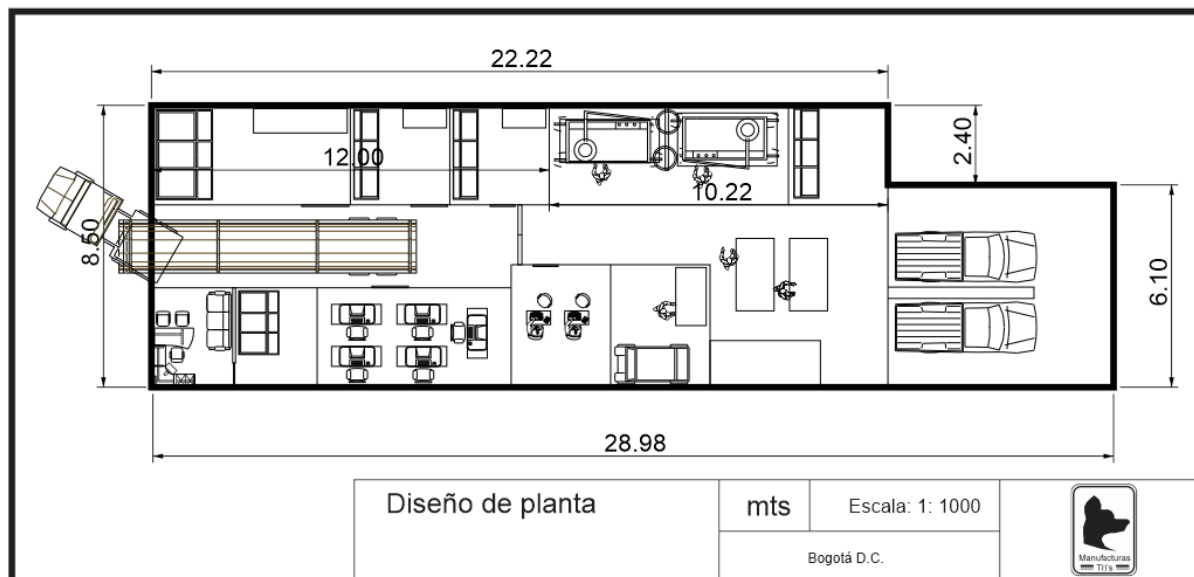 22.22
2.40
12.00
10.22
8.50
6.10
28.98
Diseño de planta
mts
Escala: 1: 1000
Bogotá D.C.
Manufacturas